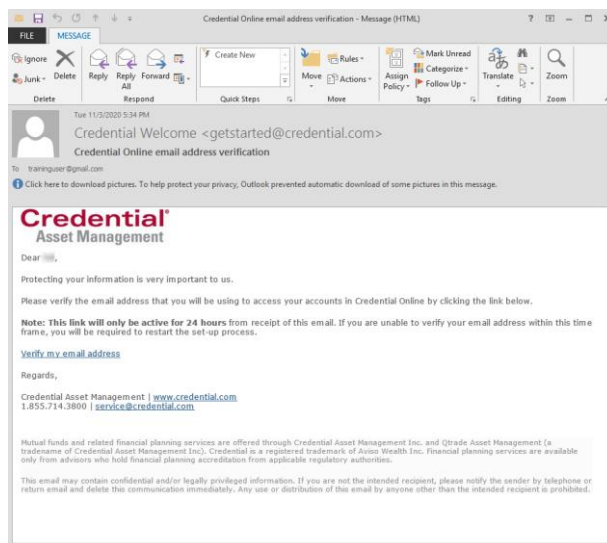 Credential Online email address verification - Message (HTML)
FILE MESSAGE
Ignore
Junk
Delete
Reply
Reply All
Forward
Create New
Move
Rules
Actions
Assign Policy
Mark Unread
Categorize
Follow Up
Translate
Zoom
Delete Respond Quick Steps Move Tags Editing Zoom
Tue 11/3/2020 5:34 PM
Credential Welcome <getstarted@credential.com>
Credential Online email address verification
To traininguser@gmail.com
Click here to download pictures. To help protect your privacy, Outlook prevented automatic download of some pictures in this message.
Credential®
Asset Management
Dear ,
Protecting your information is very important to us.
Please verify the email address that you will be using to access your accounts in Credential Online by clicking the link below.
Note: This link will only be active for 24 hours from receipt of this email. If you are unable to verify your email address within this time
frame, you will be required to restart the set-up process.
Verify my email address
Regards,
Credential Asset Management | www.credential.com
1.855.714.3800 | service@credential.com
Mutual funds and related financial planning services are offered through Credential Asset Management Inc. and Qtrade Asset Management (a
tradename of Credential Asset Management Inc). Credential is a registered trademark of Aviso Wealth Inc. Financial planning services are available
only from advisors who hold financial planning accreditation from applicable regulatory authorities.
This email may contain confidential and/or legally privileged information. If you are not the intended recipient, please notify the sender by telephone or
return email and delete this communication immediately. Any use or distribution of this email by anyone other than the intended recipient is prohibited.